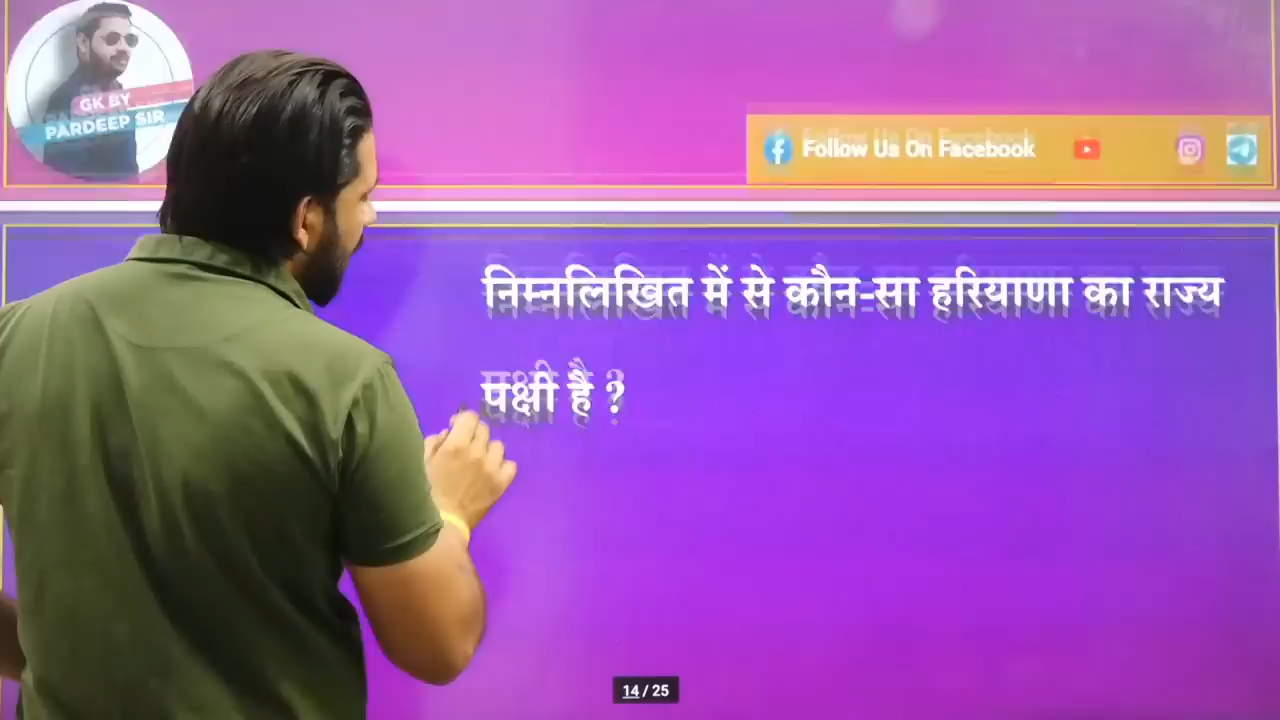 GK BY
PARDEEP SIR
Follow Us On Facebook
निम्नलिखित में से कौन-सा हरियाणा का राज्य
पक्षी है ?
14 / 25